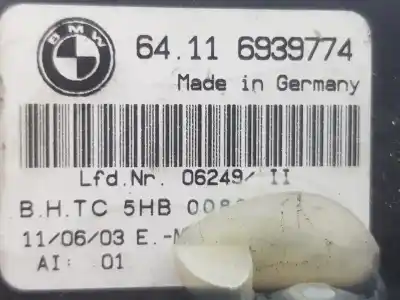 BMW
64.11 6939774
Made in Germany
Lfd.Nr. 06249/ II
B.H.TC 5HB
11/06/03 E.-
AI: 01